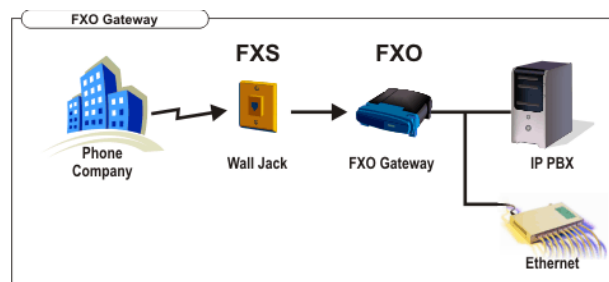 FXO Gateway
FXS
FXO
Phone
Company
Wall Jack
FXO Gateway
IP PBX
Ethernet